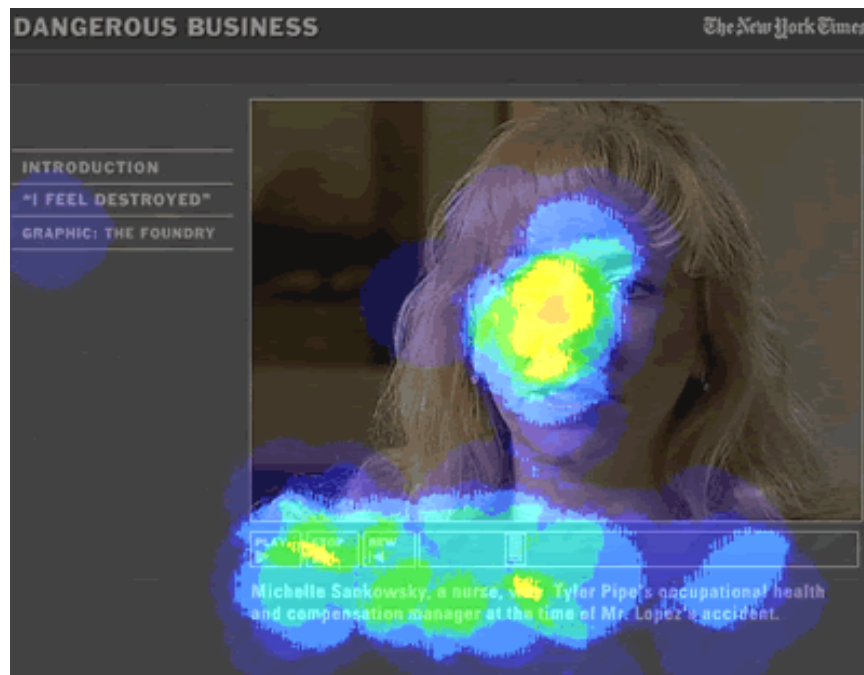 DANGEROUS BUSINESS
The New York Times
INTRODUCTION
"I FEEL DESTROYED"
GRAPHIC: THE FOUNDRY
PLAY STOP REW
Michelle Sankowsky, a nurse, was Tyler Pipe's occupational health
and compensation manager at the time of Mr. Lopez's accident.